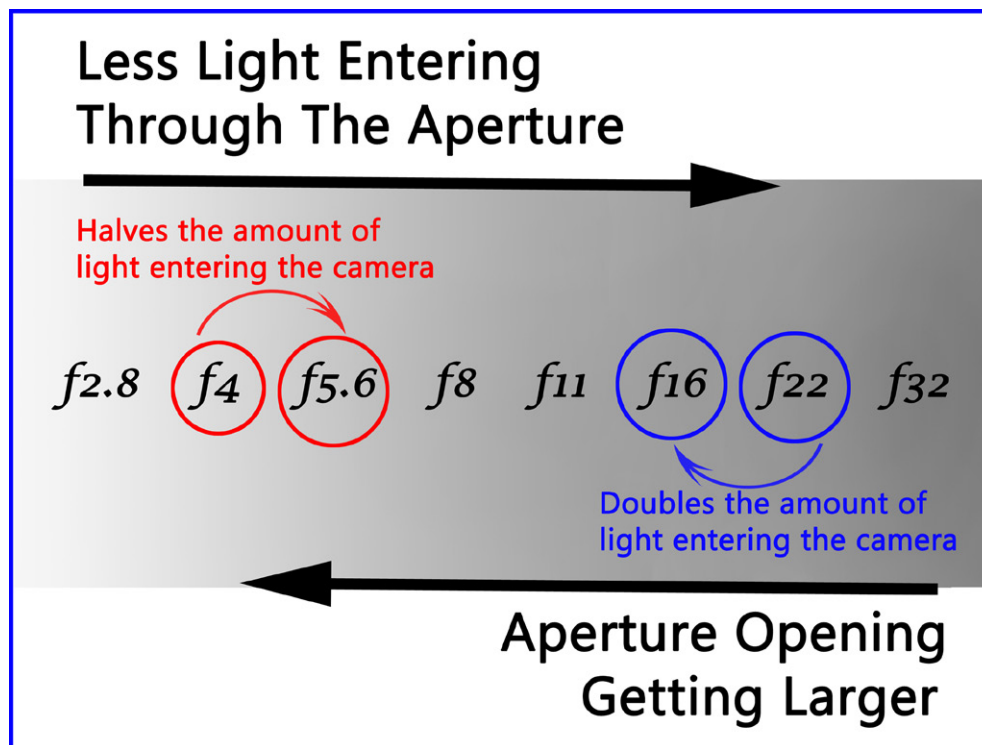 Less Light Entering
Through The Aperture
Halves the amount of
light entering the camera
f2.8 f4 f5.6 f8 f11 f16 f22 f32
Doubles the amount of
light entering the camera
Aperture Opening
Getting Larger